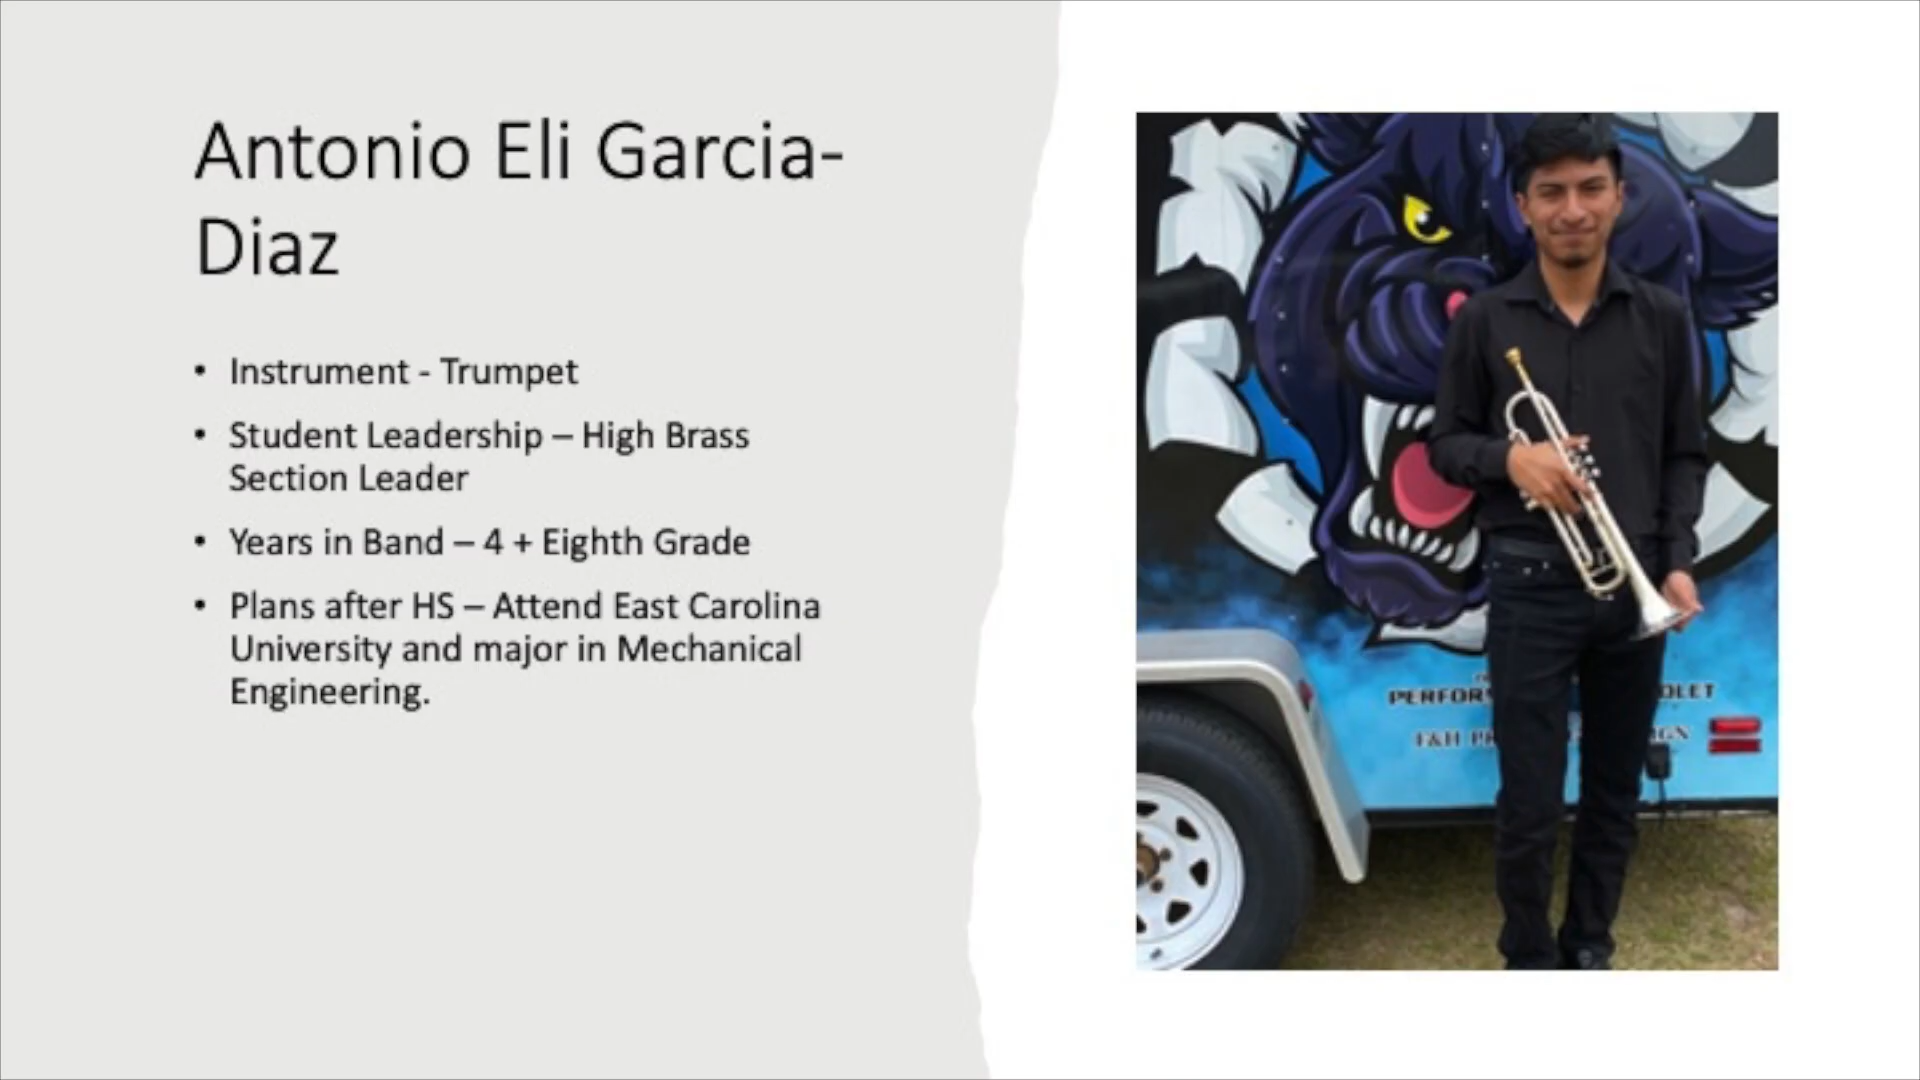 Antonio Eli Garcia-
Diaz
• Instrument - Trumpet
• Student Leadership – High Brass
Section Leader
• Years in Band – 4 + Eighth Grade
• Plans after HS – Attend East Carolina
University and major in Mechanical
Engineering.